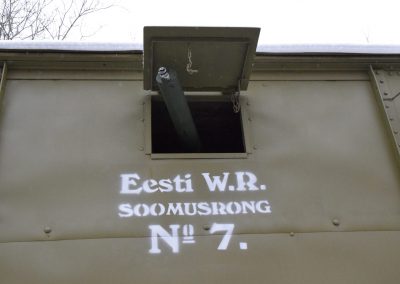 Eesti W.R.
SOOMUSRONG
Nº 7.